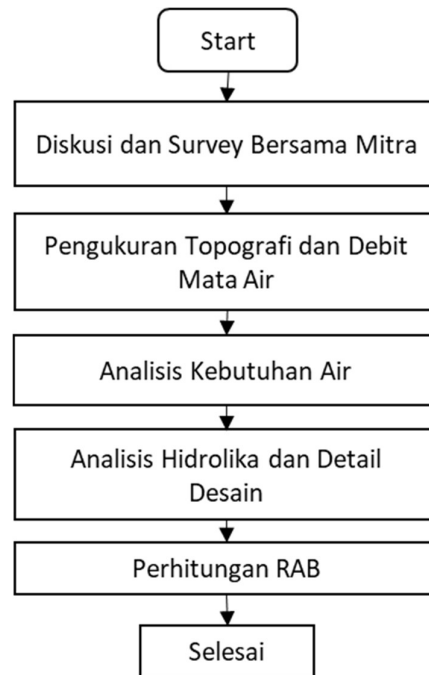 Start
Diskusi dan Survey Bersama Mitra
Pengukuran Topografi dan Debit
Mata Air
Analisis Kebutuhan Air
Analisis Hidrolika dan Detail
Desain
Perhitungan RAB
Selesai